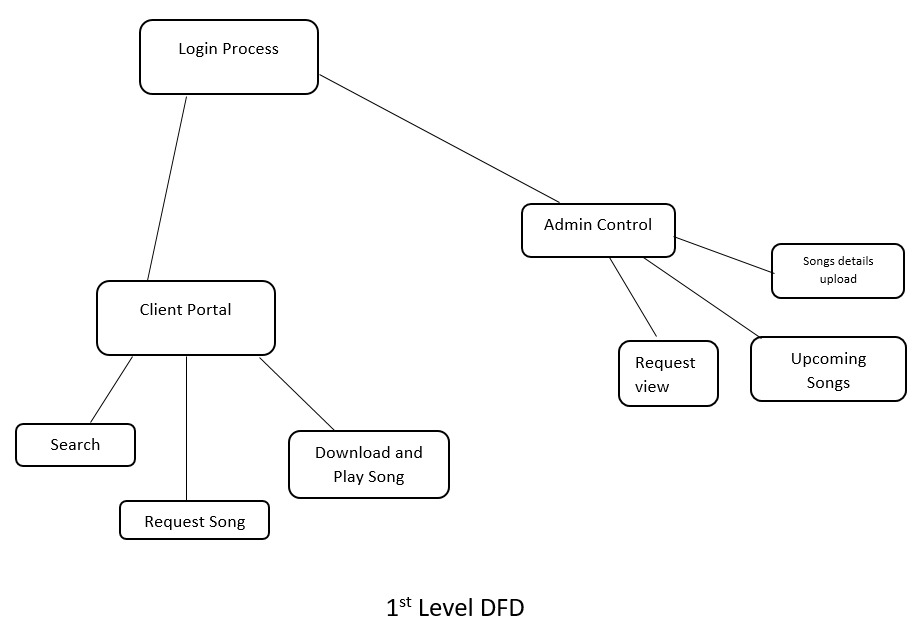 Login Process
Admin Control
Songs details
upload
Client Portal
Request
view
Upcoming
Songs
Search
Download and
Play Song
Request Song
1st Level DFD